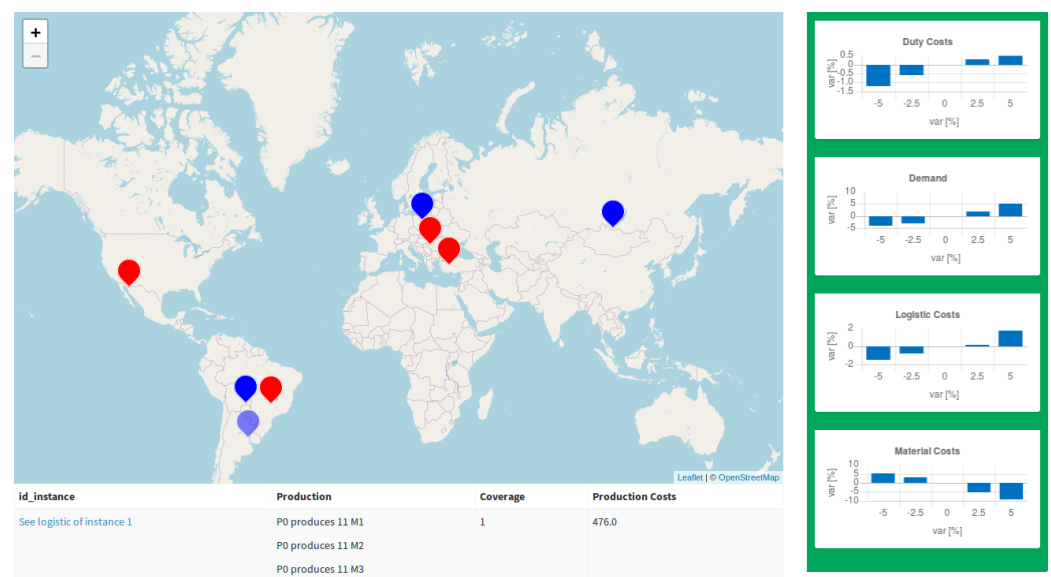 +
−
Leaflet | © OpenStreetMap
id_instance Production Coverage Production Costs
See logistic of instance 1 P0 produces 11 M1 1 476.0
P0 produces 11 M2
P0 produces 11 M3
Duty Costs
0.5
0
-0.5
-1.0
-1.5
var [%]
-5 -2.5 0 2.5 5
var [%]
Demand
10
5
0
-5
var [%]
-5 -2.5 0 2.5 5
var [%]
Logistic Costs
2
0
-2
var [%]
-5 -2.5 0 2.5 5
var [%]
Material Costs
10
5
0
-5
-10
var [%]
-5 -2.5 0 2.5 5
var [%]